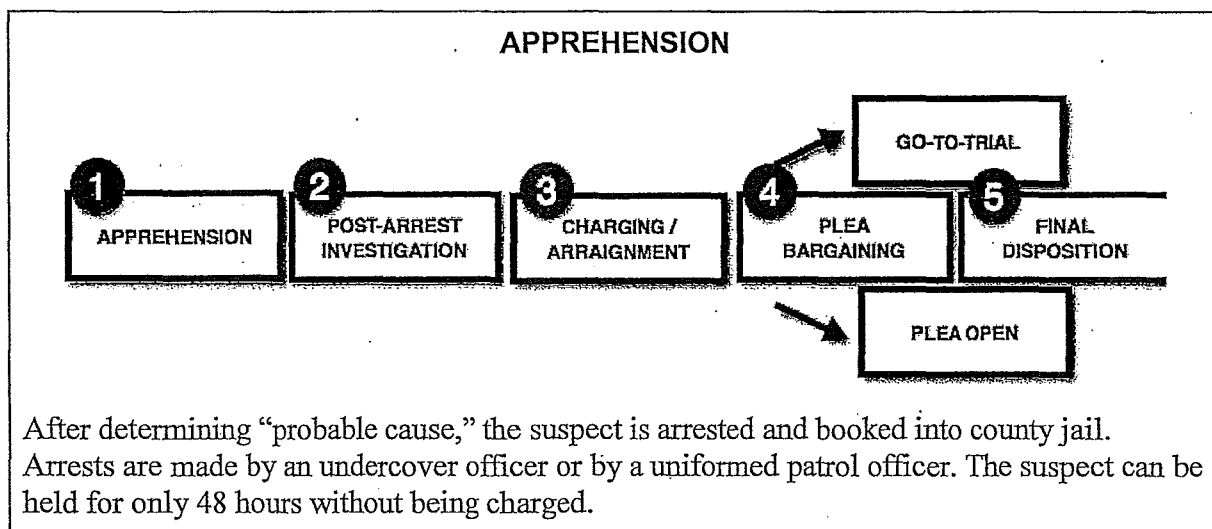 APPREHENSION
1
APPREHENSION
2
POST-ARREST
INVESTIGATION
3
CHARGING /
ARRAIGNMENT
4
PLEA
BARGAINING
GO-TO-TRIAL
5
FINAL
DISPOSITION
PLEA OPEN
After determining “probable cause,” the suspect is arrested and booked into county jail.
Arrests are made by an undercover officer or by a uniformed patrol officer. The suspect can be
held for only 48 hours without being charged.